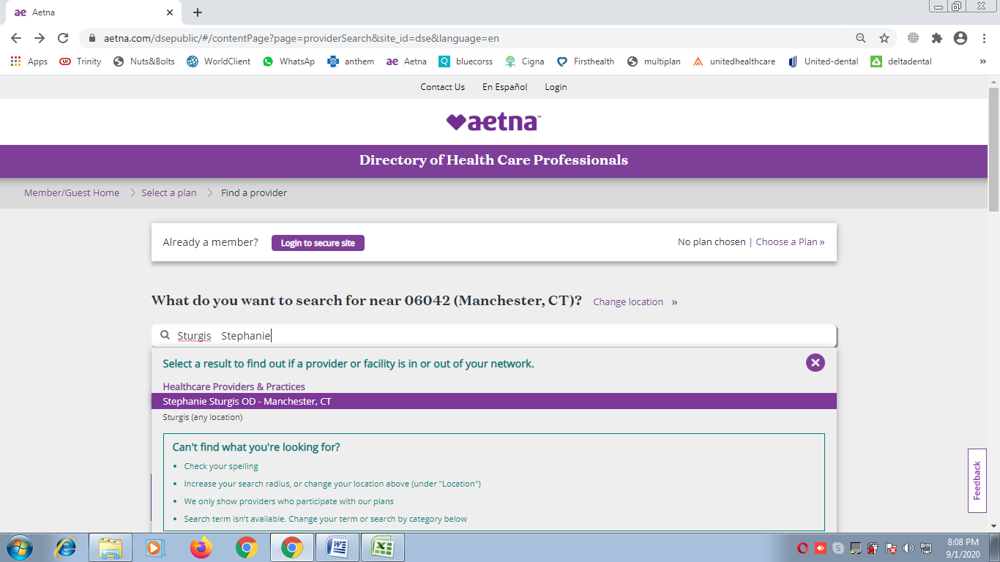 ae Aetna
aetna.com/dsepublic/#/contentPage?page=providerSearch&site_id=dse&language=en
Apps Trinity Nuts&Bolts WorldClient WhatsApp anthem ae Aetna Q bluecorss Cigna Firsthealth multiplan unitedhealthcare United-dental deltadental »
Contact Us En Español Login
aetna™
Directory of Health Care Professionals
Member/Guest Home Select a plan Find a provider
Already a member? Login to secure site No plan chosen | Choose a Plan »
What do you want to search for near 06042 (Manchester, CT)? Change location »
Sturgis Stephanie
Select a result to find out if a provider or facility is in or out of your network.
Healthcare Providers & Practices
Stephanie Sturgis OD - Manchester, CT
Sturgis (any location)
Can't find what you're looking for?
• Check your spelling
• Increase your search radius, or change your location above (under "Location")
• We only show providers who participate with our plans
• Search term isn't available. Change your term or search by category below
Feedback
8:08 PM
9/1/2020